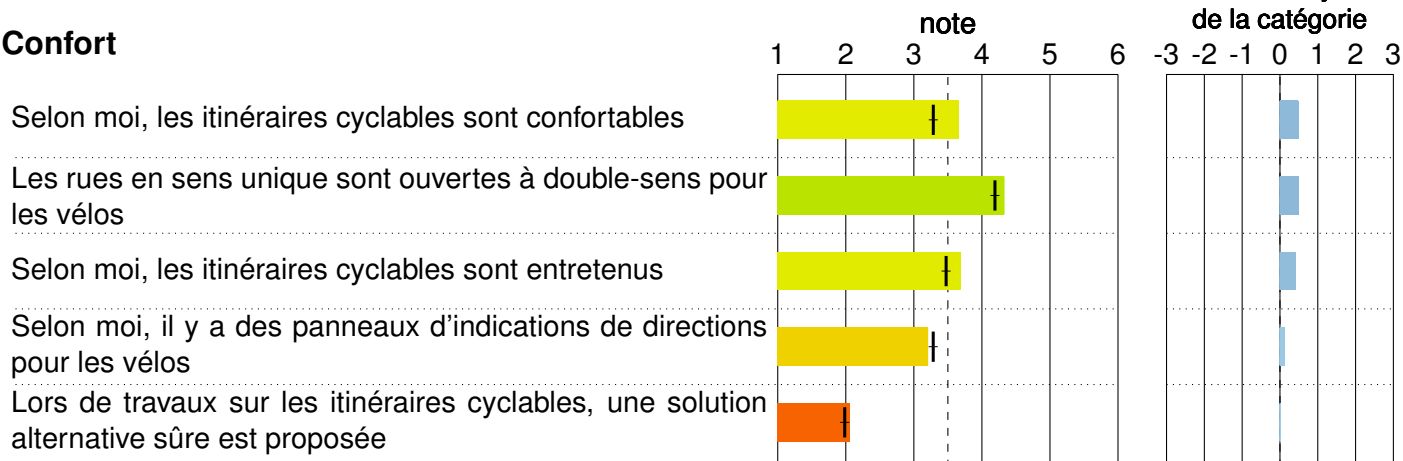 note
de la catégorie
Confort
1 2 3 4 5 6
-3 -2 -1 0 1 2 3
Selon moi, les itinéraires cyclables sont confortables
Les rues en sens unique sont ouvertes à double-sens pour
les vélos
Selon moi, les itinéraires cyclables sont entretenus
Selon moi, il y a des panneaux d'indications de directions
pour les vélos
Lors de travaux sur les itinéraires cyclables, une solution
alternative sûre est proposée